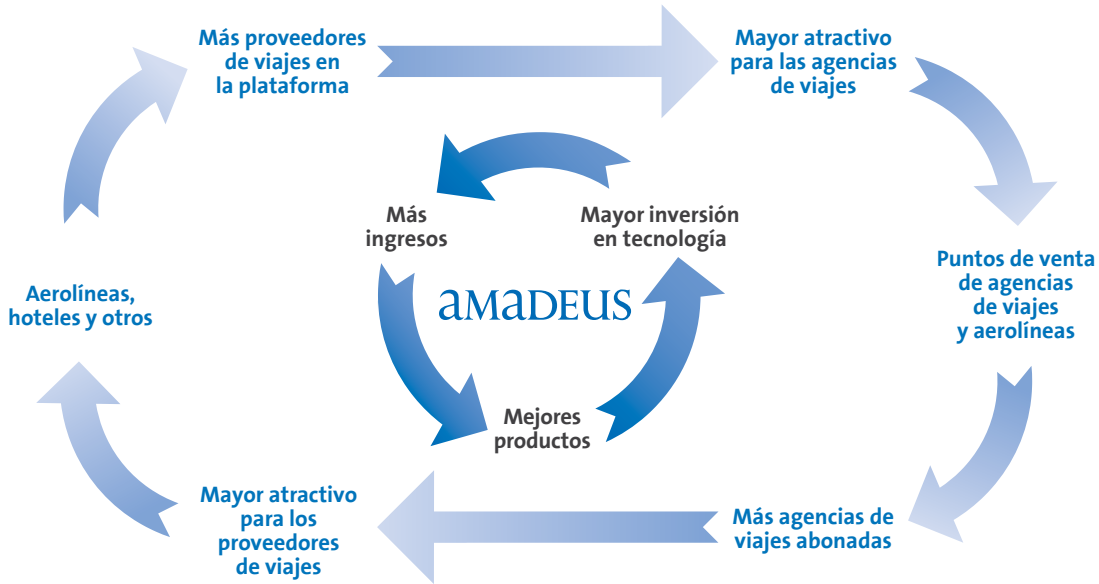 Más proveedores
de viajes en
la plataforma
Mayor atractivo
para las agencias
de viajes
Más
ingresos
Mayor inversión
en tecnología
Puntos de venta
de agencias
de viajes
y aerolíneas
Aerolíneas,
hoteles y otros
amaDEUS
Mejores
productos
Mayor atractivo
para los
proveedores
de viajes
Más agencias de
viajes abonadas